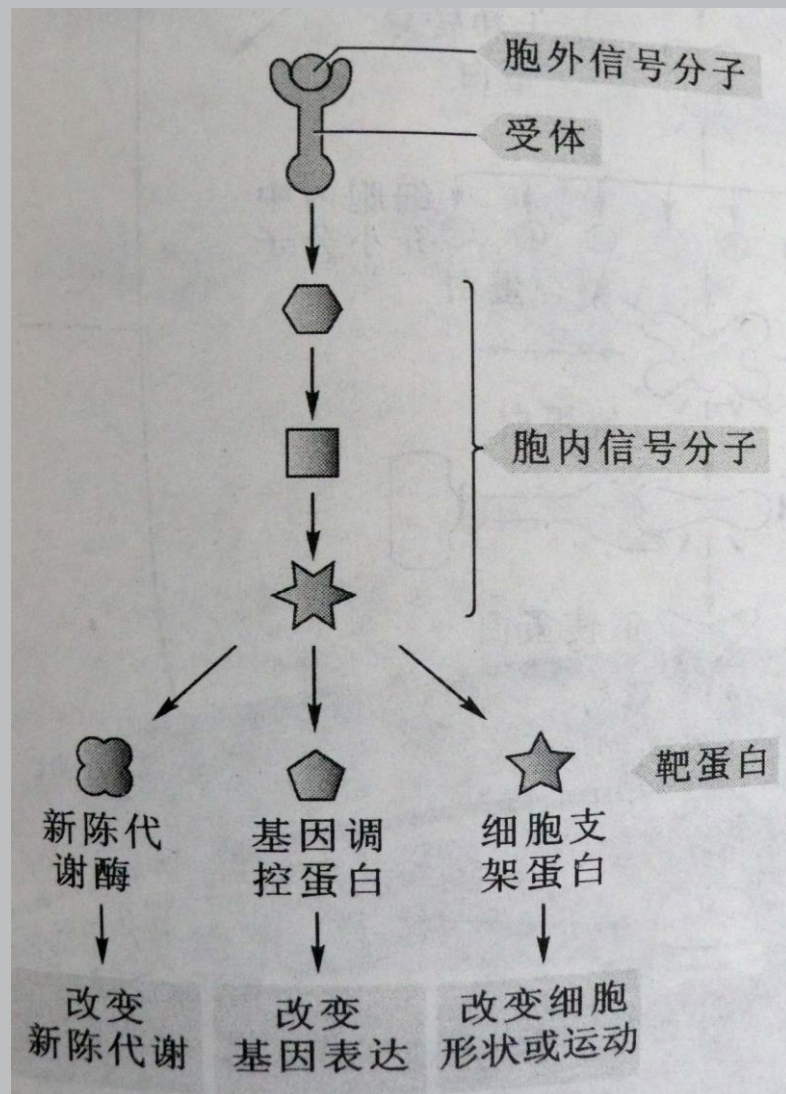 胞外信号分子
受体
胞内信号分子
靶蛋白
新陈代
谢酶
基因调
控蛋白
细胞支
架蛋白
改变
新陈代谢
改变
基因表达
改变细胞
形状或运动